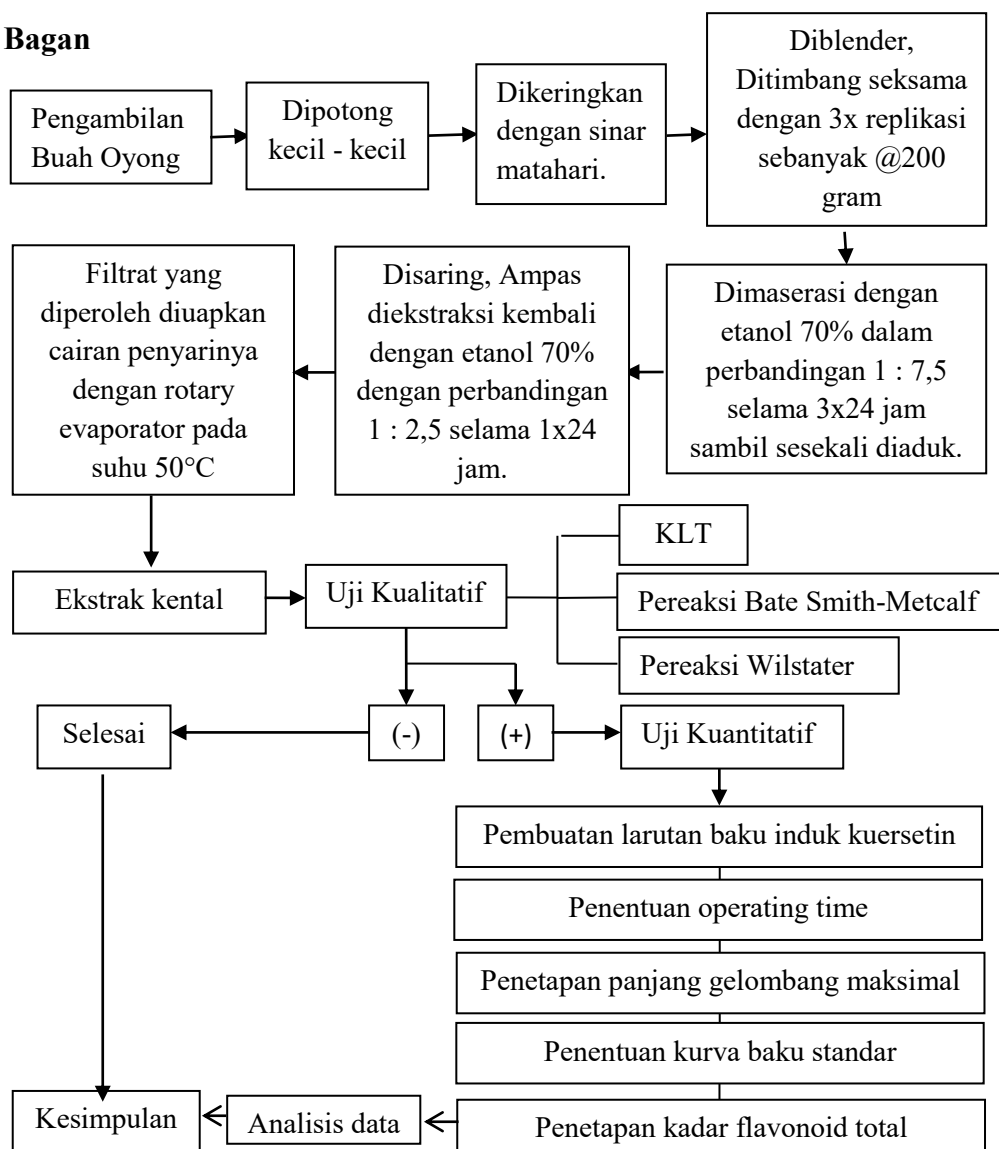 Bagan
Pengambilan
Buah Oyong
Dipotong
kecil - kecil
Dikeringkan
dengan sinar
matahari.
Diblender,
Ditimbang seksama
dengan 3x replikasi
sebanyak @200
gram
Dimaserasi dengan
etanol 70% dalam
perbandingan 1 : 7,5
selama 3x24 jam
sambil sesekali diaduk.
Disaring, Ampas
diekstraksi kembali
dengan etanol 70%
dengan perbandingan
1 : 2,5 selama 1x24
jam.
Filtrat yang
diperoleh diuapkan
cairan penyarinya
dengan rotary
evaporator pada
suhu 50°C
Ekstrak kental
Uji Kualitatif
KLT
Pereaksi Bate Smith-Metcalf
Pereaksi Wilstater
(-)
(+)
Selesai
Uji Kuantitatif
Pembuatan larutan baku induk kuersetin
Penentuan operating time
Penetapan panjang gelombang maksimal
Penentuan kurva baku standar
Penetapan kadar flavonoid total
Analisis data
Kesimpulan